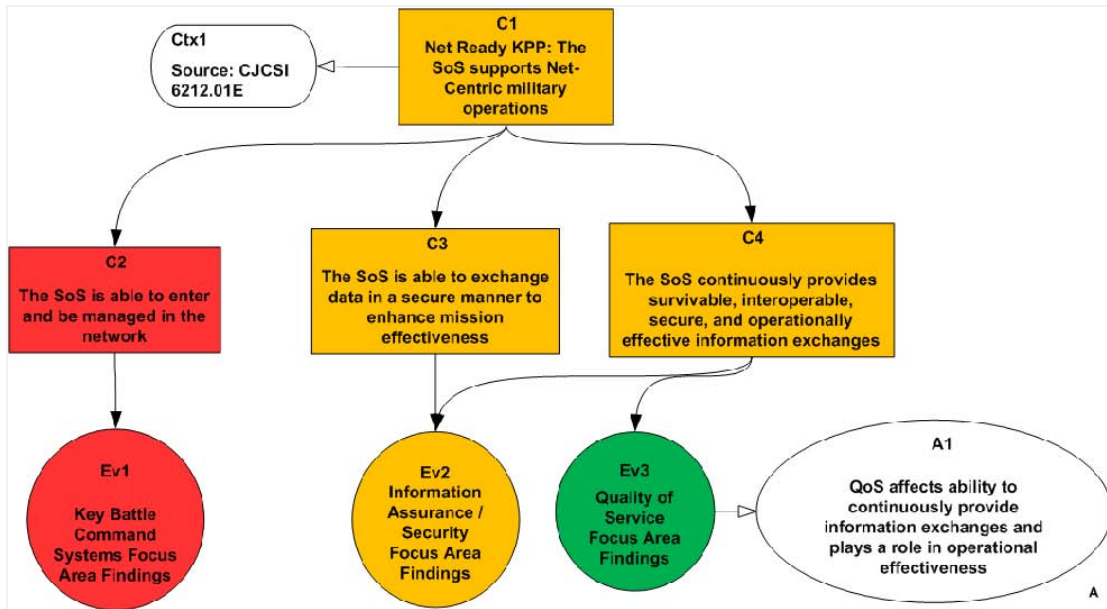 Ctx1
Source: CJCSI
6212.01E
C1
Net Ready KPP: The
SoS supports Net-
Centric military
operations
C2
The SoS is able to enter
and be managed in the
network
C3
The SoS is able to exchange
data in a secure manner to
enhance mission
effectiveness
C4
The SoS continuously provides
survivable, interoperable,
secure, and operationally
effective information exchanges
Ev1
Key Battle
Command
Systems Focus
Area Findings
Ev2
Information
Assurance /
Security
Focus Area
Findings
Ev3
Quality of
Service
Focus Area
Findings
A1
QoS affects ability to
continuously provide
information exchanges and
plays a role in operational
effectiveness
A